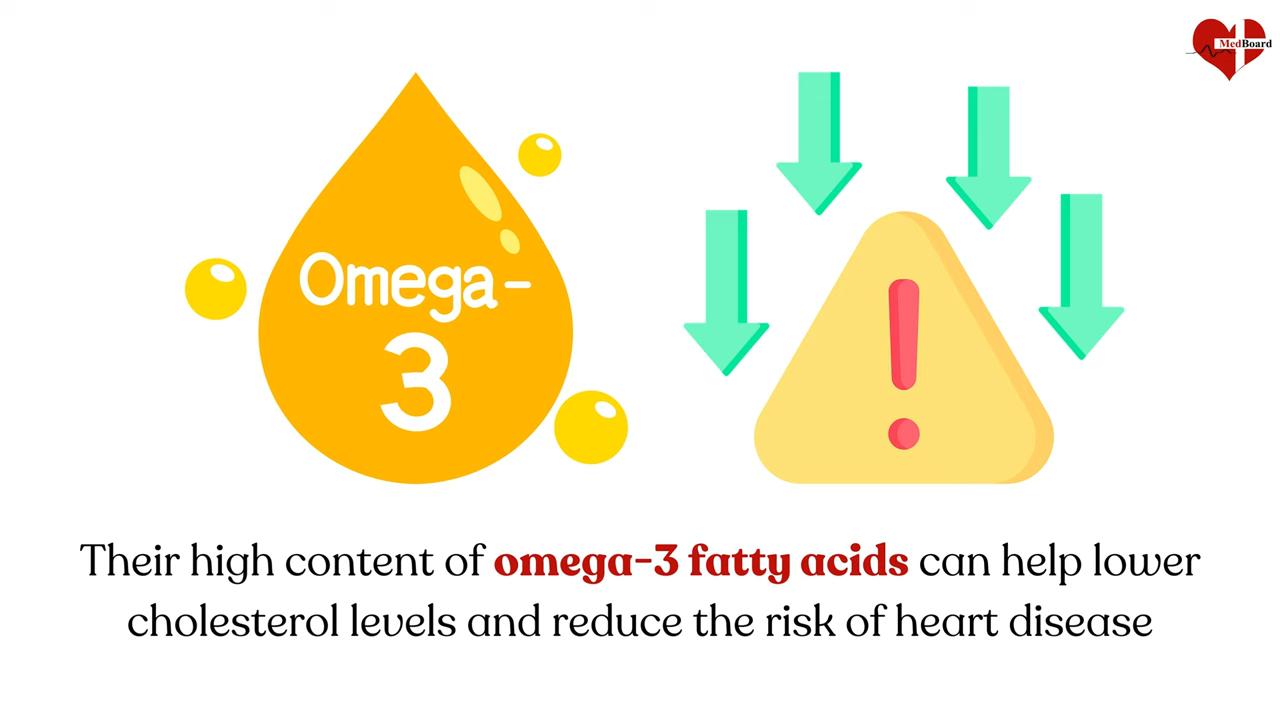 MedBoard
Omega-
3
Their high content of omega-3 fatty acids can help lower
cholesterol levels and reduce the risk of heart disease